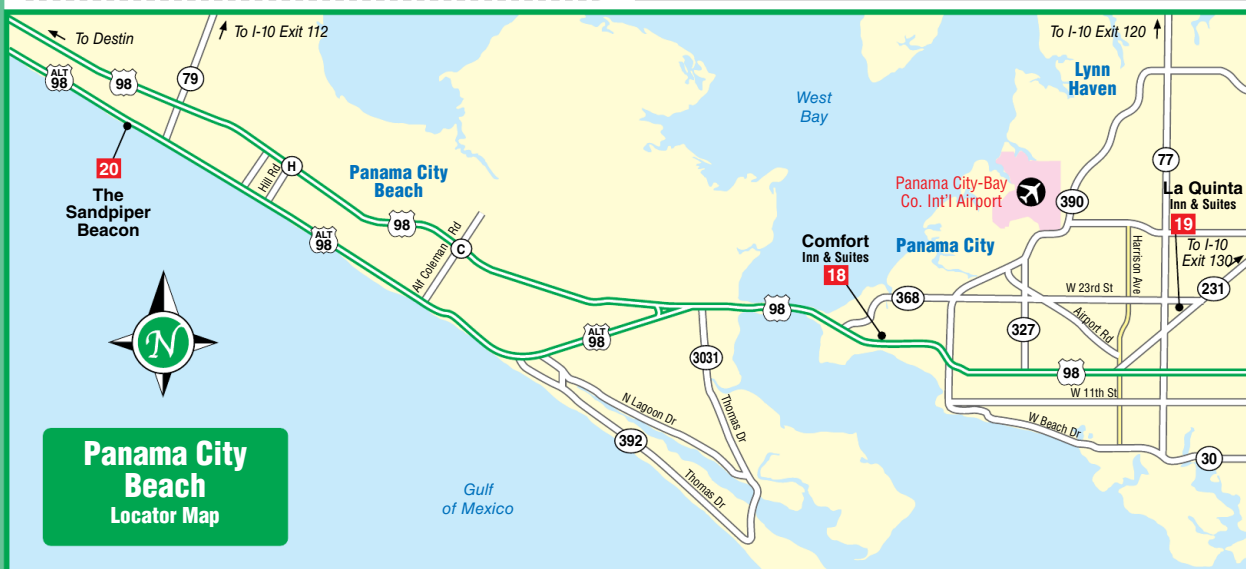 To Destin
To I-10 Exit 112
To I-10 Exit 120
ALT
98
98
79
Lynn
Haven
West
Bay
77
20
The
Sandpiper
Beacon
Hill Rd
H
Panama City
Beach
Panama City-Bay
Co. Int'l Airport
390
La Quinta
Inn & Suites
19
98
ALT
98
Alf Coleman Rd
C
Comfort
Inn & Suites
18
Panama City
Harrison Ave
To I-10
Exit 130
N
98
368
W 23rd St
231
ALT
98
3031
327
Airport Rd
98
W 11th St
N Lagoon Dr
Thomas Dr
392
W Beach Dr
30
Thomas Dr
Gulf
of Mexico
Panama City
Beach
Locator Map